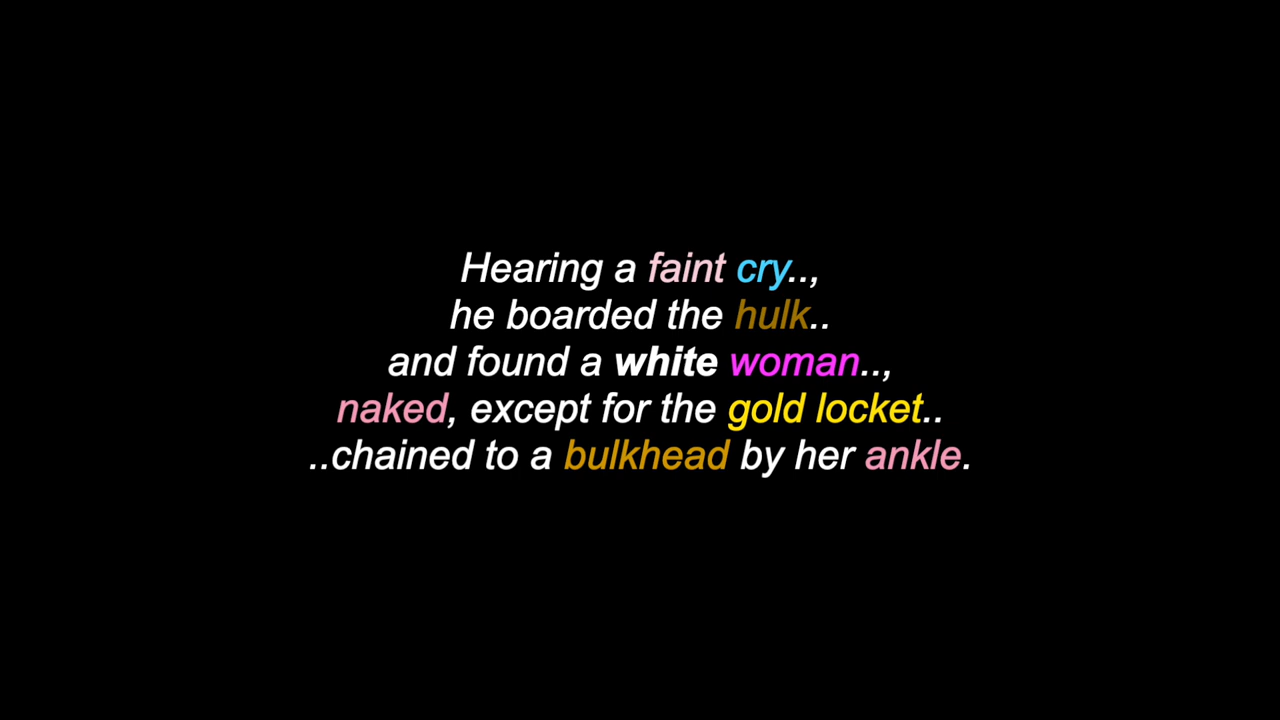 Hearing a faint cry..,
he boarded the hulk..
and found a white woman..,
naked, except for the gold locket..
..chained to a bulkhead by her ankle.